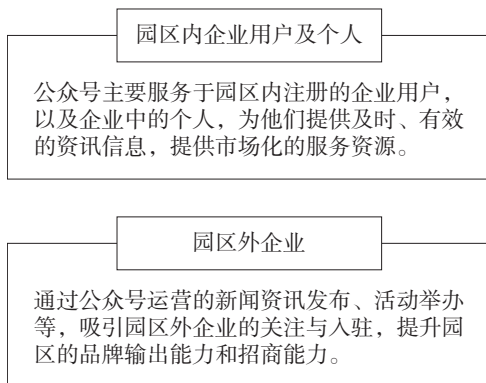 园区内企业用户及个人
公众号主要服务于园区内注册的企业用户，
以及企业中的个人，为他们提供及时、有效
的资讯信息，提供市场化的服务资源。
园区外企业
通过公众号运营的新闻资讯发布、活动举办
等，吸引园区外企业的关注与入驻，提升园
区的品牌输出能力和招商能力。